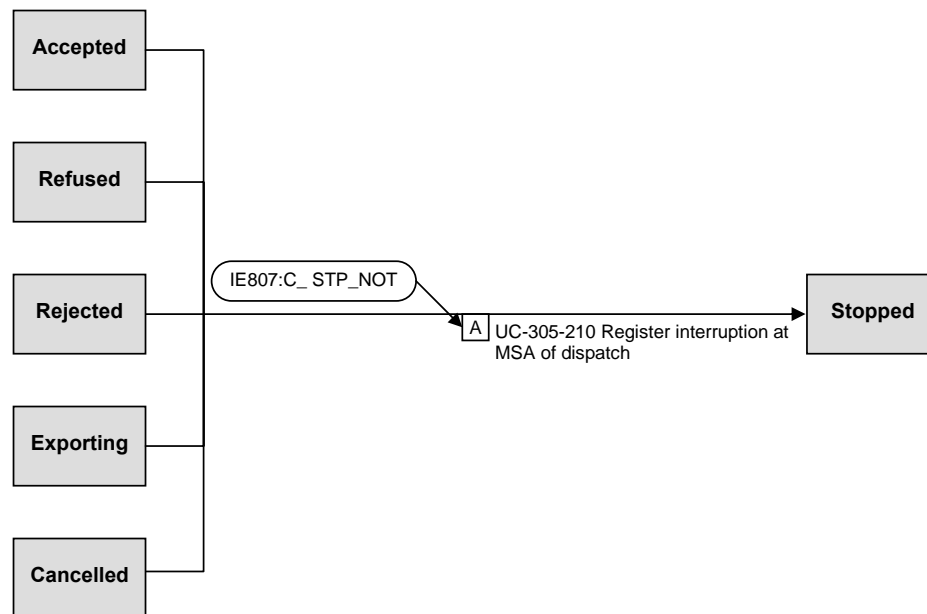 Accepted
Refused
IE807:C_ STP_NOT
Rejected
A
UC-305-210 Register interruption at
MSA of dispatch
Stopped
Exporting
Cancelled